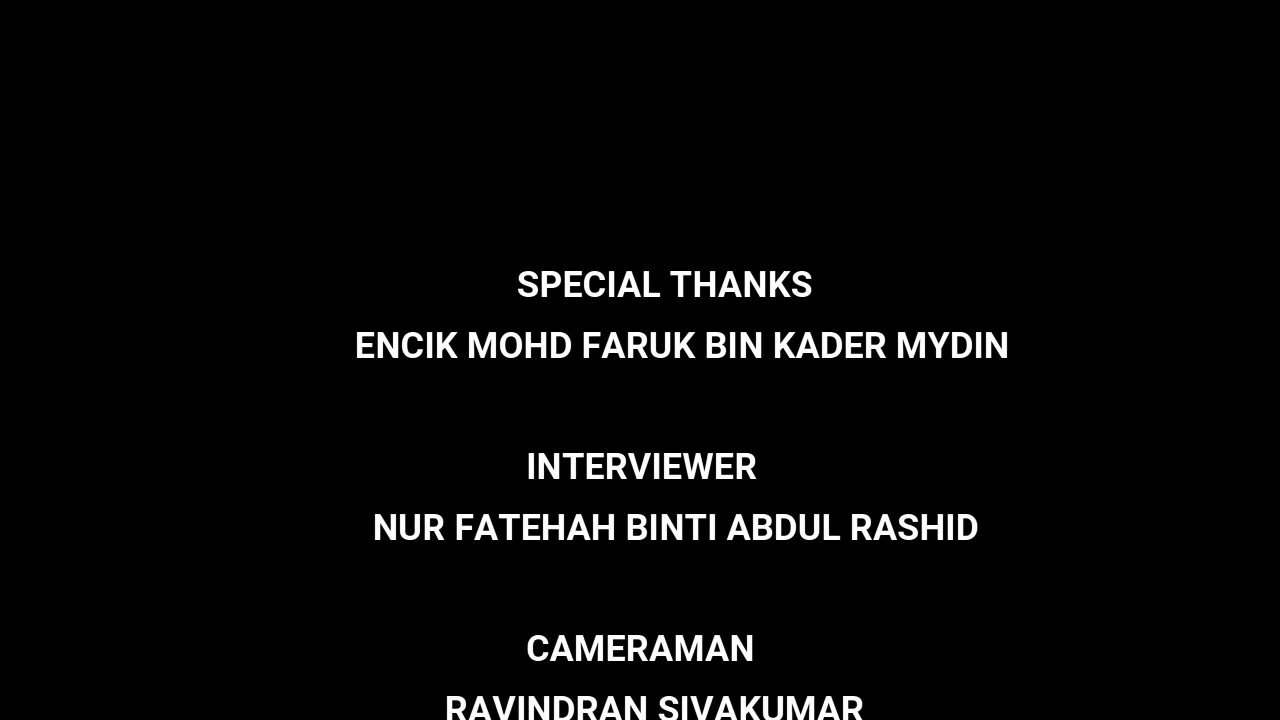 SPECIAL THANKS
ENCIK MOHD FARUK BIN KADER MYDIN
INTERVIEWER
NUR FATEHAH BINTI ABDUL RASHID
CAMERAMAN
RAVINDRAN SIVAKUMAR